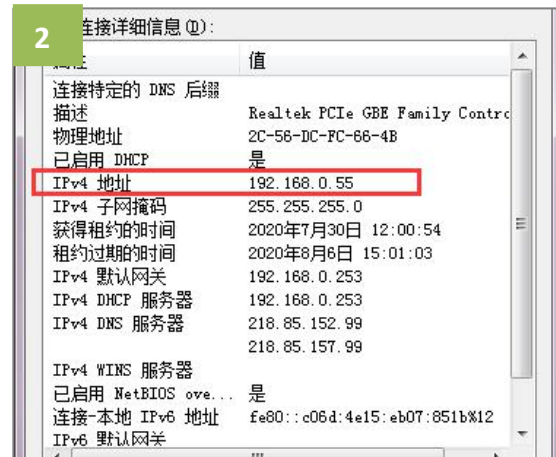 2
连接详细信息(D):
值
连接特定的 DNS 后缀
描述 Realtek PCIe GBE Family Contro
物理地址 2C-56-DC-FC-66-4B
已启用 DHCP 是
IPv4 地址 192.168.0.55
IPv4 子网掩码 255.255.255.0
获得租约的时间 2020年7月30日 12:00:54
租约过期的时间 2020年8月6日 15:01:03
IPv4 默认网关 192.168.0.253
IPv4 DHCP 服务器 192.168.0.253
IPv4 DNS 服务器 218.85.152.99
218.85.157.99
IPv4 WINS 服务器
已启用 NetBIOS ove... 是
连接-本地 IPv6 地址 fe80::c06d:4e15:eb07:851b%12
IPv6 默认网关